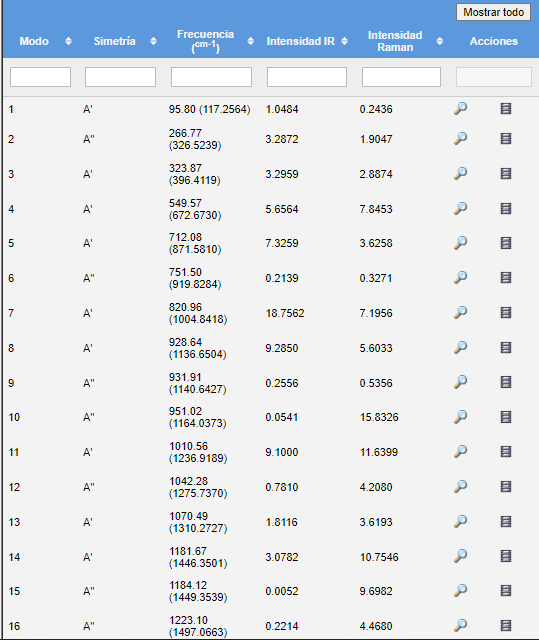 Mostrar todo
Modo Simetría Frecuencia (cm-1) Intensidad IR Intensidad Raman Acciones
1 A' 95.80 (117.2564) 1.0484 0.2436
2 A" 266.77 (326.5239) 3.2872 1.9047
3 A' 323.87 (396.4119) 3.2959 2.8874
4 A' 549.57 (672.6730) 5.6564 7.8453
5 A' 712.08 (871.5810) 7.3259 3.6258
6 A" 751.50 (919.8284) 0.2139 0.3271
7 A' 820.96 (1004.8418) 18.7562 7.1956
8 A' 928.64 (1136.6504) 9.2850 5.6033
9 A" 931.91 (1140.6427) 0.2556 0.5356
10 A" 951.02 (1164.0373) 0.0541 15.8326
11 A' 1010.56 (1236.9189) 9.1000 11.6399
12 A" 1042.28 (1275.7370) 0.7810 4.2080
13 A' 1070.49 (1310.2727) 1.8116 3.6193
14 A' 1181.67 (1446.3501) 3.0782 10.7546
15 A" 1184.12 (1449.3539) 0.0052 9.6982
16 A" 1223.10 (1497.0663) 0.2214 4.4680